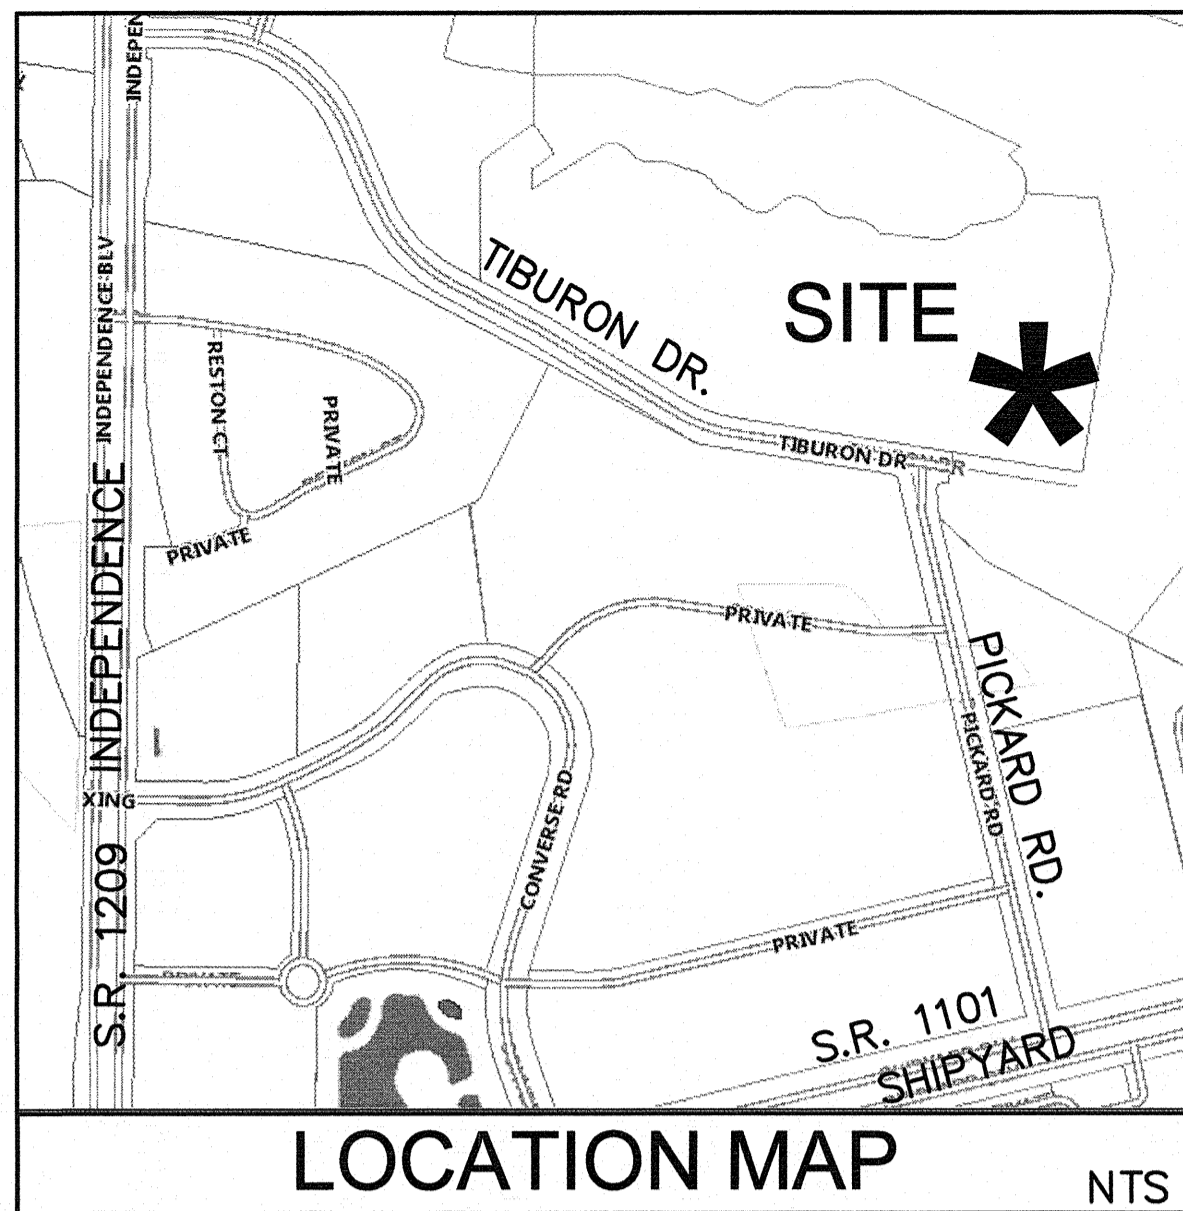 INDEPEN
INDEPENDENCE BLV
TIBURON DR.
SITE
RESTON CT
PRIVATE
TIBURON DR
DR
PRIVATE
S.R. 1209 INDEPENDENCE
PRIVATE
PICKARD RD.
PICKARD RD
XING
CONVERSE RD
PRIVATE
S.R. 1101
SHIPYARD
LOCATION MAP
NTS